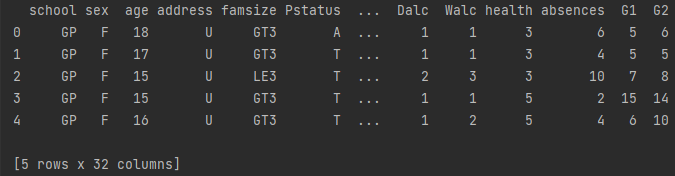 school sex age address famsize Pstatus ... Dalc Walc health absences G1 G2
0 GP F 18 U GT3 A ... 1 1 3 6 5 6
1 GP F 17 U GT3 T ... 1 1 3 4 5 5
2 GP F 15 U LE3 T ... 2 3 3 10 7 8
3 GP F 15 U GT3 T ... 1 1 5 2 15 14
4 GP F 16 U GT3 T ... 1 2 5 4 6 10
[5 rows x 32 columns]